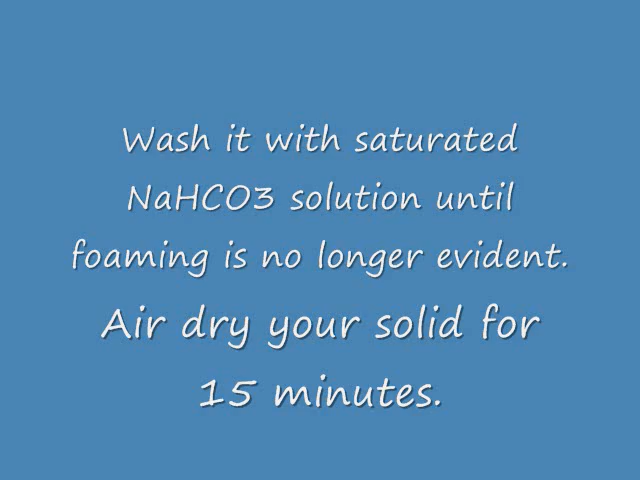 Wash it with saturated
NaHCO3 solution until
foaming is no longer evident.
Air dry your solid for
15 minutes.